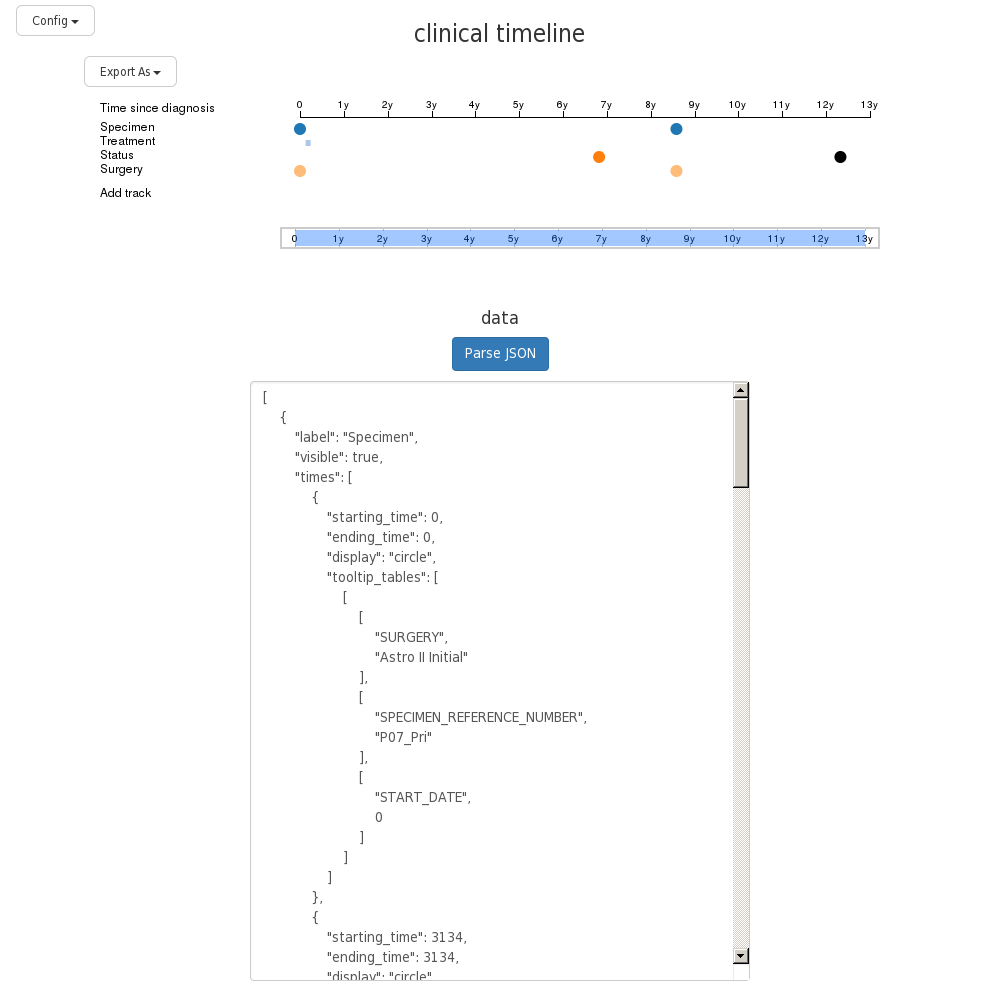 Config
clinical timeline
Export As
Time since diagnosis
0 1y 2y 3y 4y 5y 6y 7y 8y 9y 10y 11y 12y 13y
Specimen
Treatment
Status
Surgery
Add track
0 1y 2y 3y 4y 5y 6y 7y 8y 9y 10y 11y 12y 13y
data
Parse JSON
[
{
"label": "Specimen",
"visible": true,
"times": [
{
"starting_time": 0,
"ending_time": 0,
"display": "circle",
"tooltip_tables": [
[
[
"SURGERY",
"Astro II Initial"
],
[
"SPECIMEN_REFERENCE_NUMBER",
"P07_Pri"
],
[
"START_DATE",
0
]
]
]
},
{
"starting_time": 3134,
"ending_time": 3134,
"display": "circle"